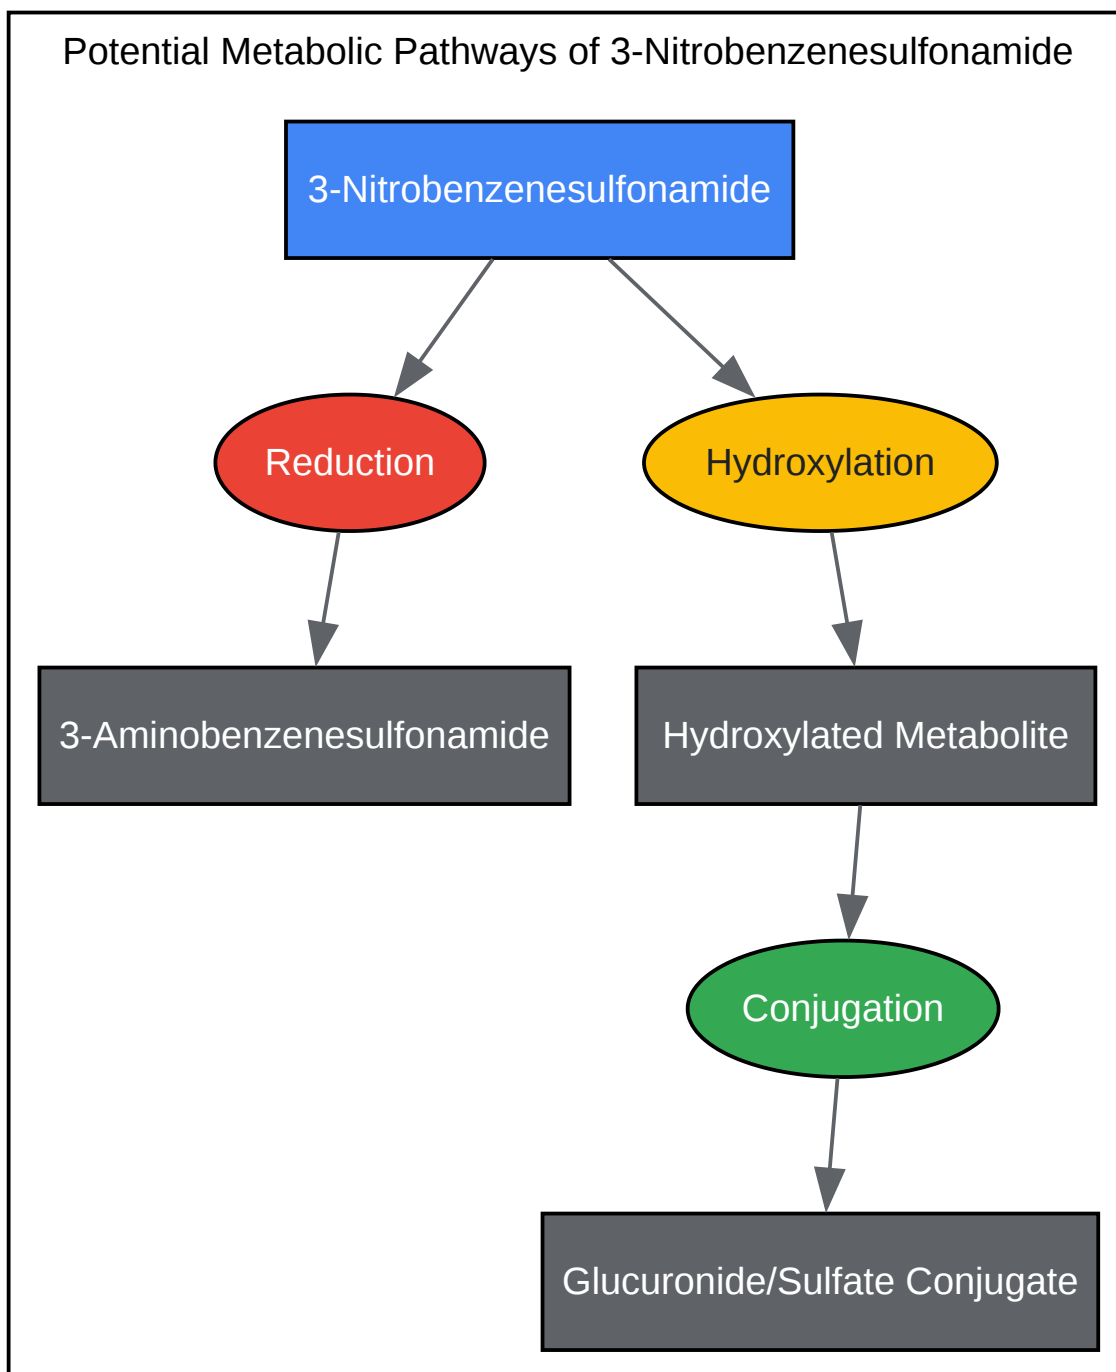 Potential Metabolic Pathways of 3-Nitrobenzenesulfonamide
3-Nitrobenzenesulfonamide
Reduction
Hydroxylation
3-Aminobenzenesulfonamide
Hydroxylated Metabolite
Conjugation
Glucuronide/Sulfate Conjugate